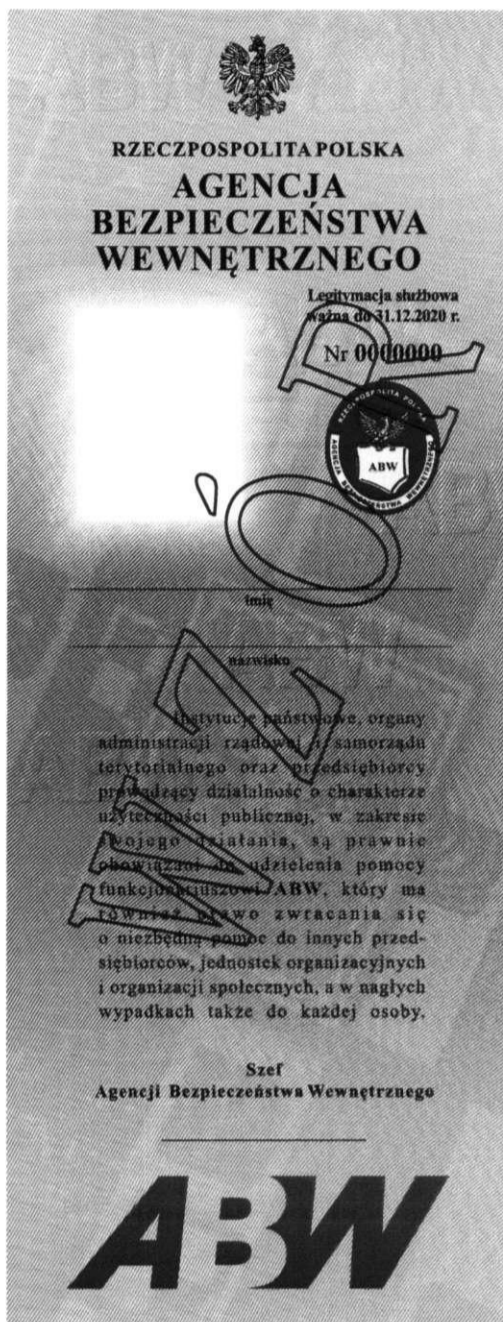 RZECZPOSPOLITA POLSKA
AGENCJA
BEZPIECZEŃSTWA
WEWNĘTRZNEGO
Legitymacja służbowa
ważna do 31.12.2020 r.
Nr 0000000
RZECZPOSPOLITA POLSKA
ABW
AGENCJA BEZPIECZEŃSTWA WEWNĘTRZNEGO
WZÓR
imię
nazwisko
Instytucje państwowe, organy
administracji rządowej i samorządu
terytorialnego oraz przedsiębiorcy
prowadzący działalność o charakterze
użyteczności publicznej, w zakresie
swojego działania, są prawnie
obowiązani do udzielenia pomocy
funkcjonariuszowi ABW, który ma
również prawo zwracania się
o niezbędną pomoc do innych przed-
siębiorców, jednostek organizacyjnych
i organizacji społecznych, a w nagłych
wypadkach także do każdej osoby.
Szef
Agencji Bezpieczeństwa Wewnętrznego
ABW